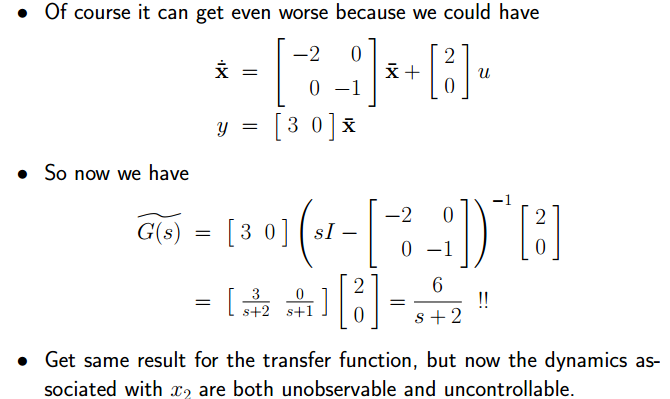 • Of course it can get even worse because we could have
ẋ̄ = [ −2 0 ; 0 −1 ] x̄ + [ 2 ; 0 ] u
y = [ 3 0 ] x̄
• So now we have
G̃(s) = [ 3 0 ] ( sI − [ −2 0 ; 0 −1 ] )⁻¹ [ 2 ; 0 ]
= [ 3/(s+2) 0/(s+1) ] [ 2 ; 0 ] = 6/(s + 2) !!
• Get same result for the transfer function, but now the dynamics as-
sociated with x₂ are both unobservable and uncontrollable.